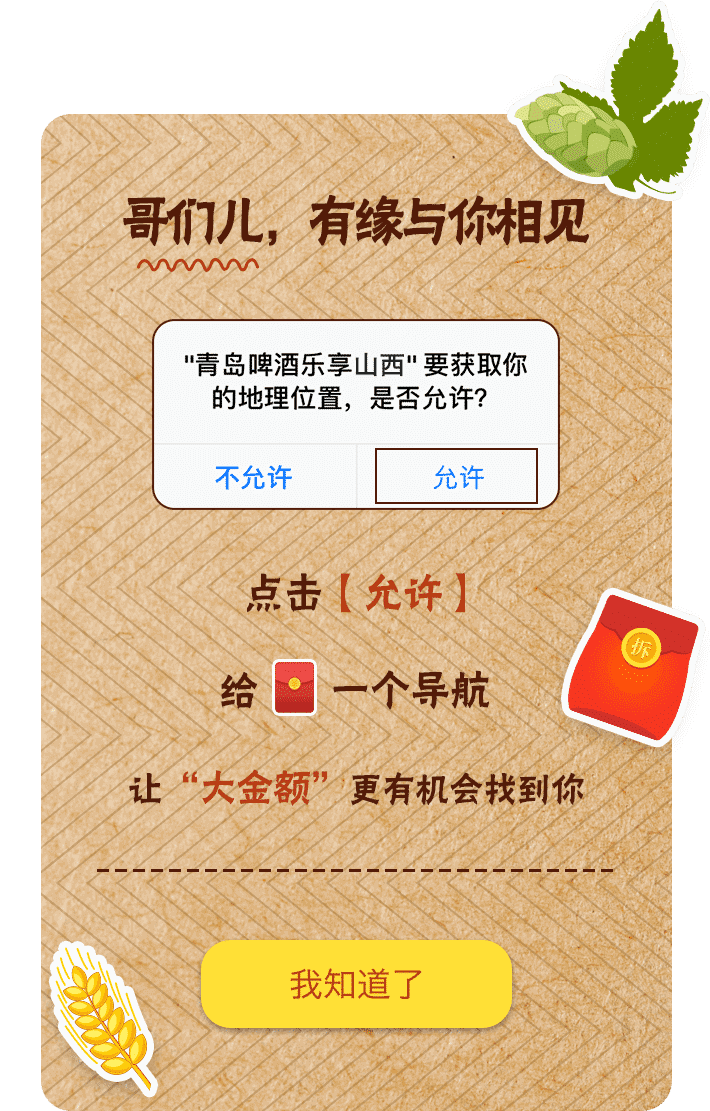 哥们儿，有缘与你相见
"青岛啤酒乐享山西" 要获取你
的地理位置，是否允许？
不允许 允许
点击【允许】
给 一个导航
拆
让“大金额”更有机会找到你
我知道了